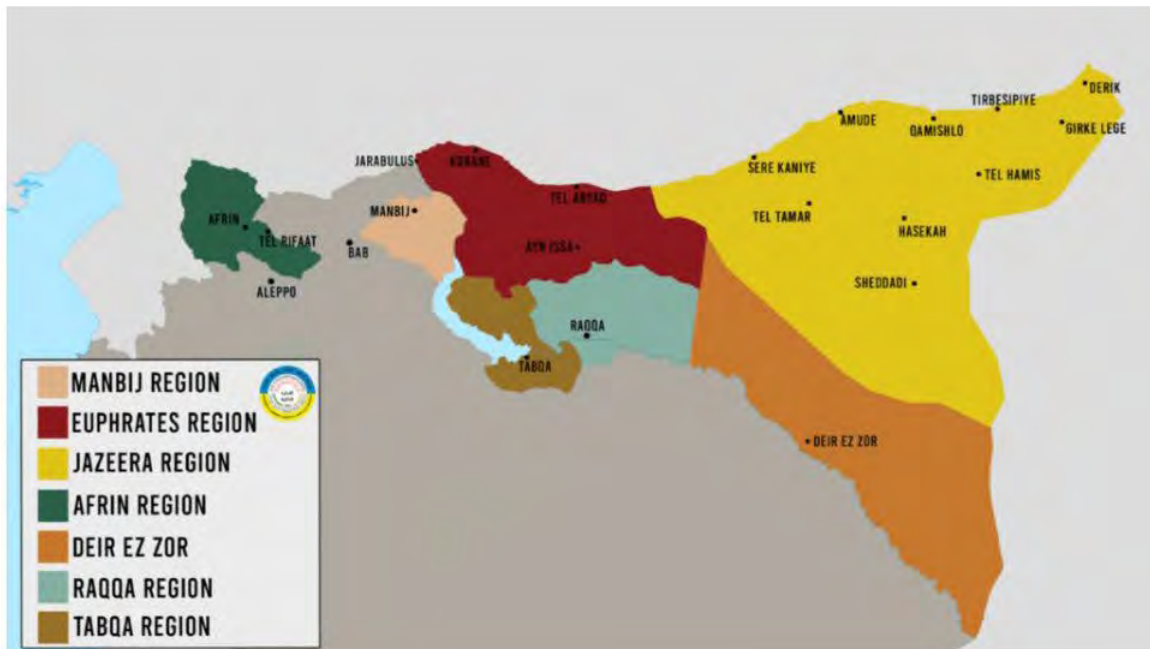 DERIK
TIRBESIPIYE
AMUDE
QAMISHLO
GIRKE LEGE
KOBANE
JARABULUS
SERE KANIYE
TEL HAMIS
TEL ABYAD
MANBIJ
TEL TAMAR
AFRIN
HASEKAH
TEL RIFAAT
BAB
AYN ISSA
ALEPPO
SHEDDADI
RAQQA
TABQA
DEIR EZ ZOR
MANBIJ REGION
EUPHRATES REGION
JAZEERA REGION
AFRIN REGION
DEIR EZ ZOR
RAQQA REGION
TABQA REGION